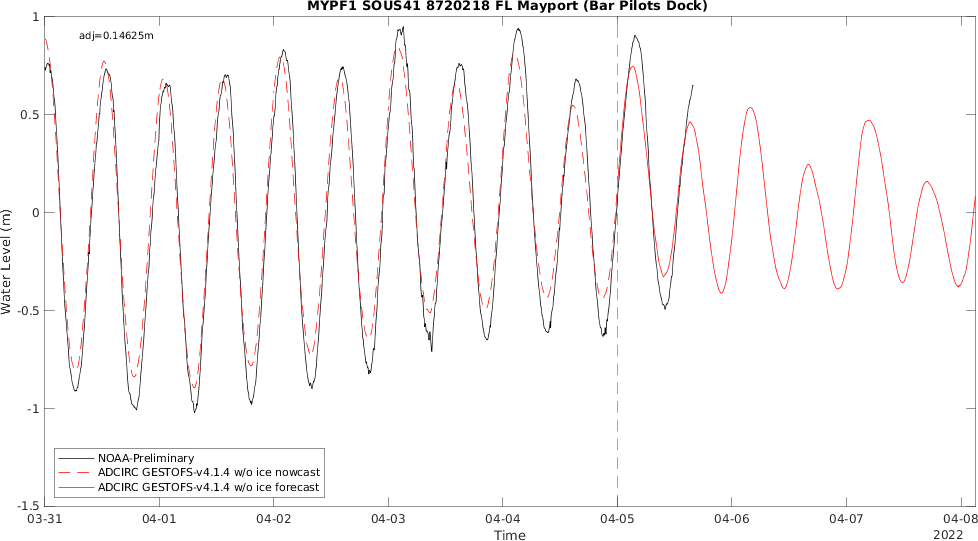 MYPF1 SOUS41 8720218 FL Mayport (Bar Pilots Dock)
adj=0.14625m
1
0.5
0
-0.5
-1
-1.5
Water Level (m)
NOAA-Preliminary
ADCIRC GESTOFS-v4.1.4 w/o ice nowcast
ADCIRC GESTOFS-v4.1.4 w/o ice forecast
03-31 04-01 04-02 04-03 04-04 04-05 04-06 04-07 04-08
Time
2022